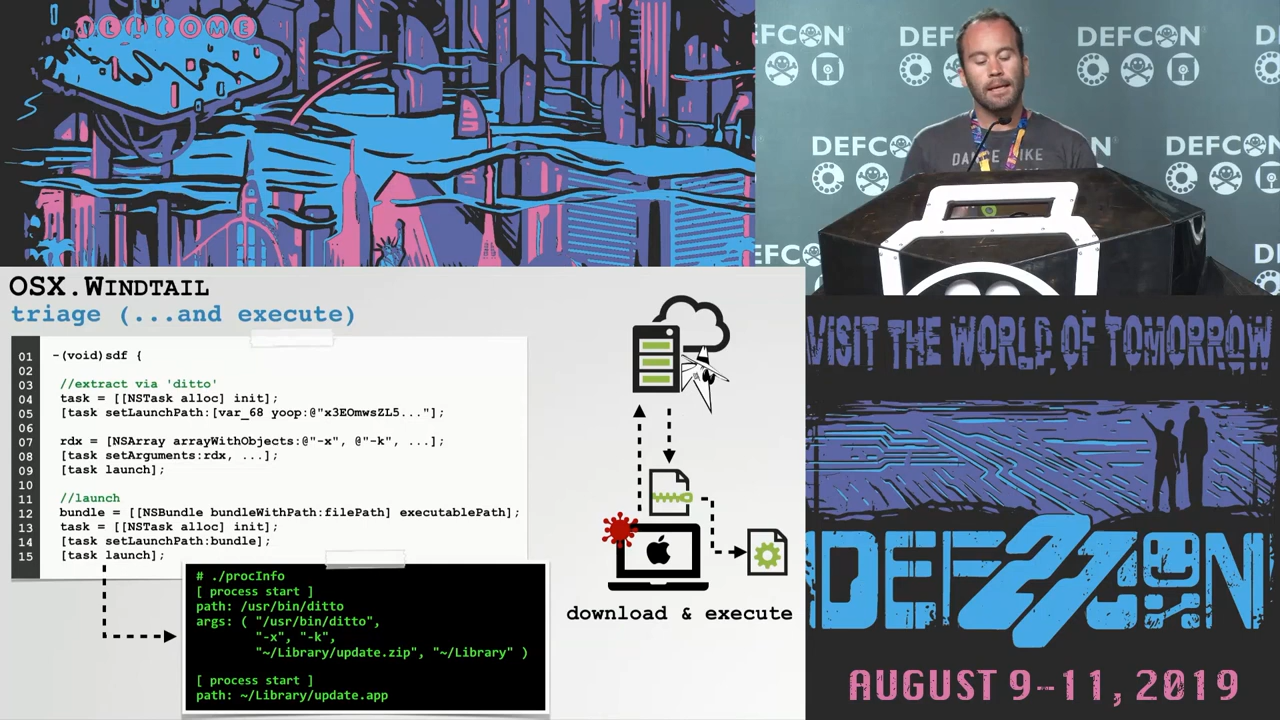 WELCOME
DEFCON
DEFCON
DEFCON
DEFCON
DEFCON
DEFCON
DANCE LIKE
OSX.WINDTAIL
triage (...and execute)
01 -(void)sdf {
02
03 //extract via 'ditto'
04 task = [[NSTask alloc] init];
05 [task setLaunchPath:[var_68 yoop:@"x3EOmwsZL5..."];
06
07 rdx = [NSArray arrayWithObjects:@"-x", @"-k", ...];
08 [task setArguments:rdx, ...];
09 [task launch];
10
11 //launch
12 bundle = [[NSBundle bundleWithPath:filePath] executablePath];
13 task = [[NSTask alloc] init];
14 [task setLaunchPath:bundle];
15 [task launch];
# ./procInfo
[ process start ]
path: /usr/bin/ditto
args: ( "/usr/bin/ditto",
"-x", "-k",
"~/Library/update.zip", "~/Library" )
[ process start ]
path: ~/Library/update.app
download & execute
VISIT THE WORLD OF TOMORROW
DEFCON 27
AUGUST 9-11, 2019